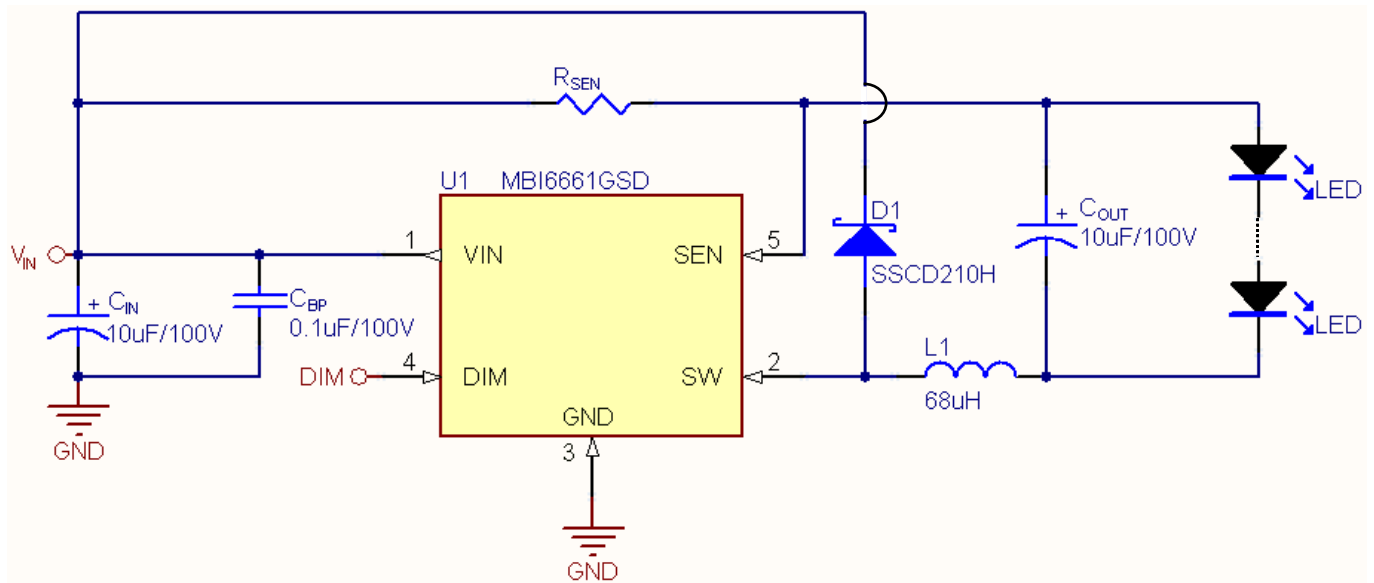 RSEN
U1 MBI6661GSD
VIN
1
VIN
SEN
5
D1
SSCD210H
+ COUT
10uF/100V
LED
+ CIN
10uF/100V
CBP
0.1uF/100V
LED
DIM
4
DIM
SW
2
L1
68uH
GND
3
GND
GND